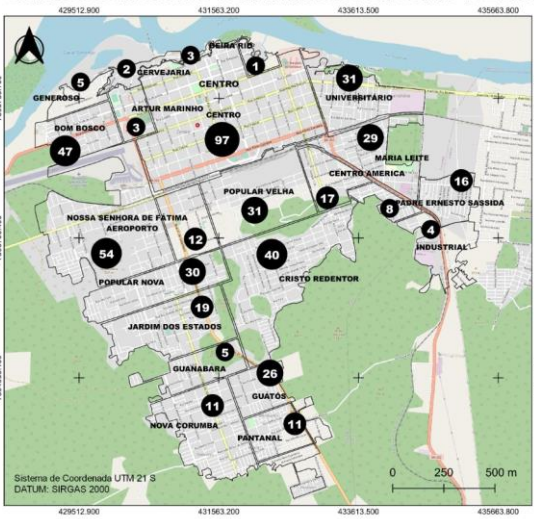 429512.900 431563.200 433613.500 435663.800
BEIRA RIO
3
1
2
CERVEJARIA
5
GENEROSO
CENTRO
31
UNIVERSITÁRIO
ARTUR MARINHO
CENTRO
DOM BOSCO
3
47
97
29
MARIA LEITE
CENTRO AMERICA
POPULAR VELHA
16
17
PADRE ERNESTO SASSIDA
8
31
NOSSA SENHORA DE FÁTIMA
AEROPORTO
4
INDUSTRIAL
12
54
40
30
POPULAR NOVA
CRISTO REDENTOR
19
JARDIM DOS ESTADOS
5
GUANABARA
26
GUATÓS
11
NOVA CORUMBA
11
PANTANAL
Sistema de Coordenada UTM 21 S
DATUM: SIRGAS 2000
0 250 500 m
429512.900 431563.200 433613.500 435663.800